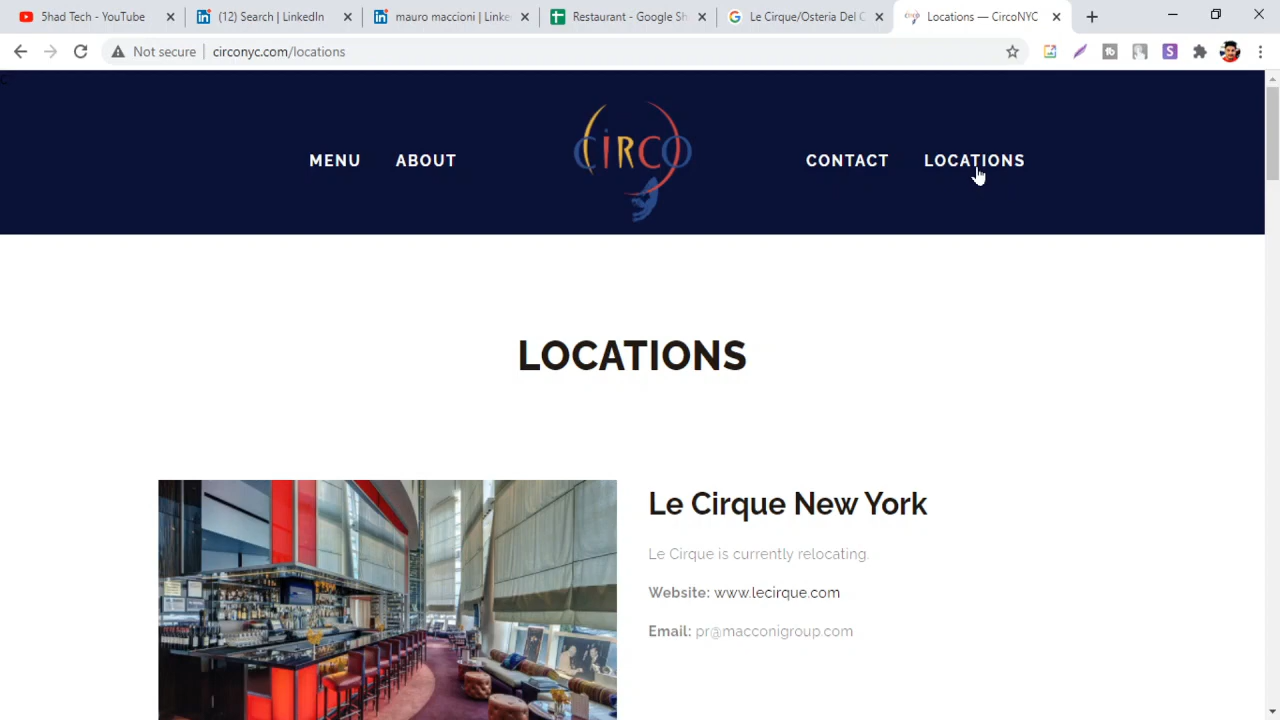 5had Tech - YouTube
(12) Search | LinkedIn
mauro maccioni | Linke
Restaurant - Google Sh
Le Cirque/Osteria Del C
Locations — CircoNYC
Not secure
circonyc.com/locations
MENU
ABOUT
CiRCO
CONTACT
LOCATIONS
LOCATIONS
Le Cirque New York
Le Cirque is currently relocating.
Website: www.lecirque.com
Email: pr@macconigroup.com